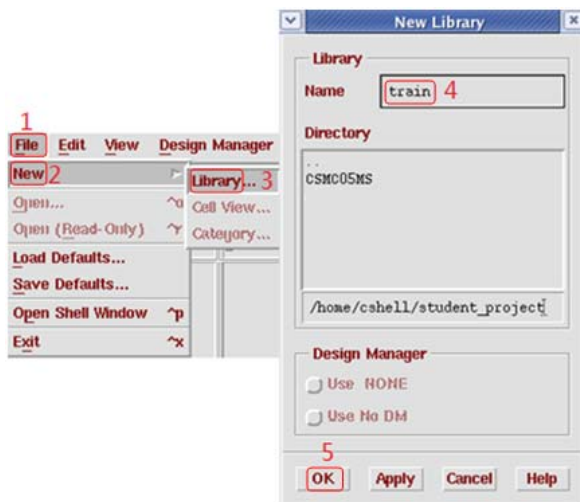 New Library
Library
Name train 4
Directory
..
CSMC05MS
/home/cshell/student_project
Design Manager
Use NONE
Use No DM
5
OK Apply Cancel Help
1
File Edit View Design Manager
New 2
Library... 3
Open... ^o
Cell View...
Open (Read-Only) ^r
Category...
Load Defaults...
Save Defaults...
Open Shell Window ^p
Exit ^x